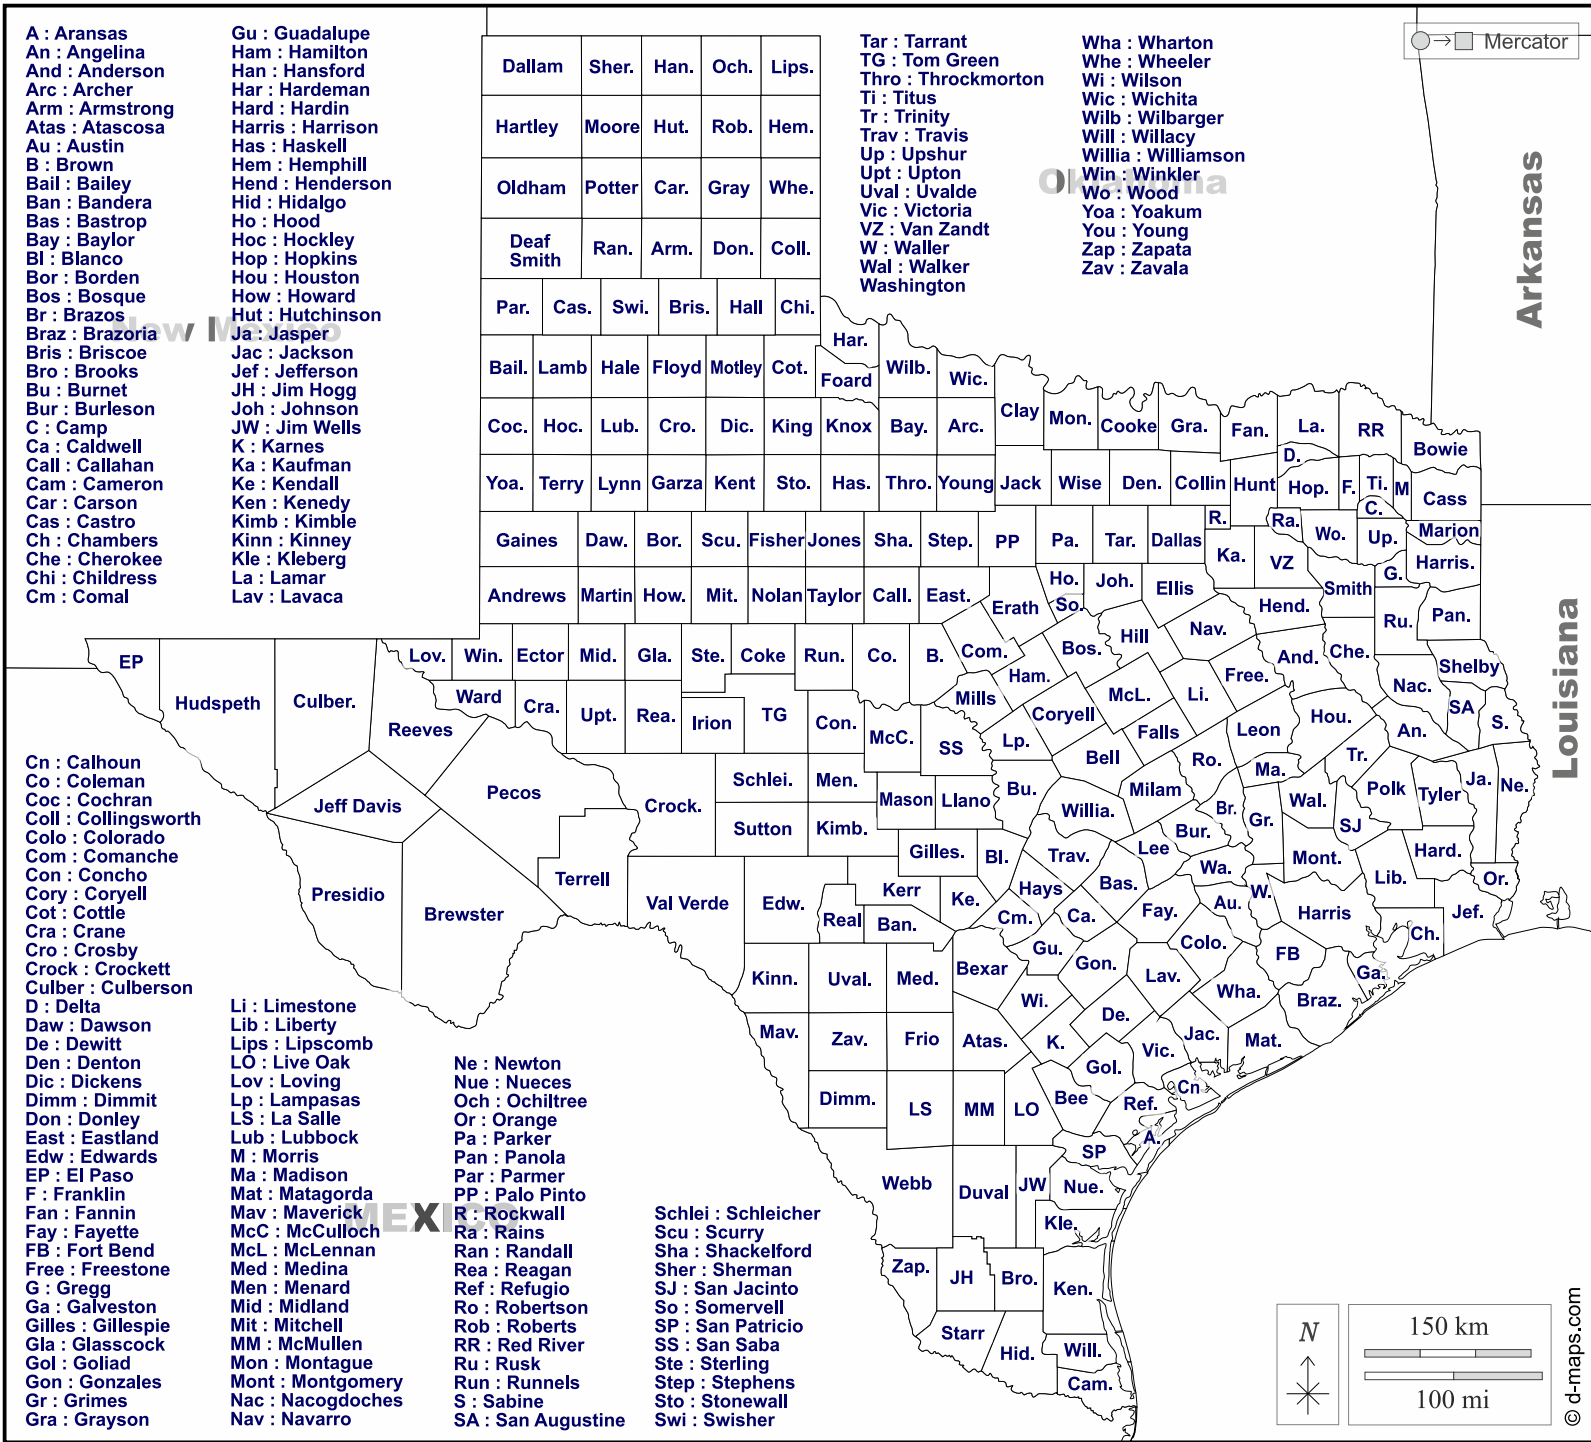 A : Aransas
An : Angelina
And : Anderson
Arc : Archer
Arm : Armstrong
Atas : Atascosa
Au : Austin
B : Brown
Bail : Bailey
Ban : Bandera
Bas : Bastrop
Bay : Baylor
Bl : Blanco
Bor : Borden
Bos : Bosque
Br : Brazos
Braz : Brazoria
Bris : Briscoe
Bro : Brooks
Bu : Burnet
Bur : Burleson
C : Camp
Ca : Caldwell
Call : Callahan
Cam : Cameron
Car : Carson
Cas : Castro
Ch : Chambers
Che : Cherokee
Chi : Childress
Cm : Comal
Gu : Guadalupe
Ham : Hamilton
Han : Hansford
Har : Hardeman
Hard : Hardin
Harris : Harrison
Has : Haskell
Hem : Hemphill
Hend : Henderson
Hid : Hidalgo
Ho : Hood
Hoc : Hockley
Hop : Hopkins
Hou : Houston
How : Howard
Hut : Hutchinson
Ja : Jasper
Jac : Jackson
Jef : Jefferson
JH : Jim Hogg
Joh : Johnson
JW : Jim Wells
K : Karnes
Ka : Kaufman
Ke : Kendall
Ken : Kenedy
Kimb : Kimble
Kinn : Kinney
Kle : Kleberg
La : Lamar
Lav : Lavaca
New Mexico
Tar : Tarrant
TG : Tom Green
Thro : Throckmorton
Ti : Titus
Tr : Trinity
Trav : Travis
Up : Upshur
Upt : Upton
Uval : Uvalde
Vic : Victoria
VZ : Van Zandt
W : Waller
Wal : Walker
Washington
Wha : Wharton
Whe : Wheeler
Wi : Wilson
Wic : Wichita
Wilb : Wilbarger
Will : Willacy
Willia : Williamson
Win : Winkler
Wo : Wood
Yoa : Yoakum
You : Young
Zap : Zapata
Zav : Zavala
Oklahoma
Mercator
Arkansas
Louisiana
Dallam Sher. Han. Och. Lips.
Hartley Moore Hut. Rob. Hem.
Oldham Potter Car. Gray Whe.
Deaf
Smith Ran. Arm. Don. Coll.
Par. Cas. Swi. Bris. Hall Chi.
Har.
Bail. Lamb Hale Floyd Motley Cot. Foard Wilb. Wic.
Coc. Hoc. Lub. Cro. Dic. King Knox Bay. Arc. Clay Mon. Cooke Gra. Fan. La. RR Bowie
D.
Yoa. Terry Lynn Garza Kent Sto. Has. Thro. Young Jack Wise Den. Collin Hunt Hop. F. Ti. M Cass
C.
R. Ra. Wo. Up. Marion
Gaines Daw. Bor. Scu. Fisher Jones Sha. Step. PP Pa. Tar. Dallas Ka. VZ Harris.
G.
Andrews Martin How. Mit. Nolan Taylor Call. East. Erath Ho. Joh. Ellis Hend. Smith
So. Ru. Pan.
EP Lov. Win. Ector Mid. Gla. Ste. Coke Run. Co. B. Com. Bos. Hill Nav. And. Che. Shelby
Hudspeth Culber. Reeves Ward Cra. Upt. Rea. Irion TG Con. Mills Ham. Coryell McL. Li. Free. Nac. SA S.
McC. SS Lp. Bell Falls Leon Hou. An.
Jeff Davis Pecos Crock. Schlei. Men. Mason Llano Bu. Willia. Milam Ro. Ma. Tr. Polk Tyler Ja. Ne.
Sutton Kimb. Br. Gr. Wal. SJ
Presidio Brewster Terrell Val Verde Edw. Gilles. Bl. Trav. Lee Bur. Wa. Mont. Hard. Lib. Or.
Kerr Real Ban. Ke. Hays Bas. Fay. Au. W. Harris Jef.
Cm. Ca. Colo. Ch.
Kinn. Uval. Med. Bexar Gu. Gon. Lav. FB Ga.
Wi. De. Wha. Braz.
Mav. Zav. Frio Atas. K. Vic. Jac. Mat.
Gol. Cn
Dimm. LS MM LO Bee Ref.
A.
SP
Webb Duval JW Nue.
Kle.
Zap. JH Bro. Ken.
Starr Hid. Will.
Cam.
Cn : Calhoun
Co : Coleman
Coc : Cochran
Coll : Collingsworth
Colo : Colorado
Com : Comanche
Con : Concho
Cory : Coryell
Cot : Cottle
Cra : Crane
Cro : Crosby
Crock : Crockett
Culber : Culberson
D : Delta
Daw : Dawson
De : Dewitt
Den : Denton
Dic : Dickens
Dimm : Dimmit
Don : Donley
East : Eastland
Edw : Edwards
EP : El Paso
F : Franklin
Fan : Fannin
Fay : Fayette
FB : Fort Bend
Free : Freestone
G : Gregg
Ga : Galveston
Gilles : Gillespie
Gla : Glasscock
Gol : Goliad
Gon : Gonzales
Gr : Grimes
Gra : Grayson
Li : Limestone
Lib : Liberty
Lips : Lipscomb
LO : Live Oak
Lov : Loving
Lp : Lampasas
LS : La Salle
Lub : Lubbock
M : Morris
Ma : Madison
Mat : Matagorda
Mav : Maverick
McC : McCulloch
McL : McLennan
Med : Medina
Men : Menard
Mid : Midland
Mit : Mitchell
MM : McMullen
Mon : Montague
Mont : Montgomery
Nac : Nacogdoches
Nav : Navarro
MEXICO
Ne : Newton
Nue : Nueces
Och : Ochiltree
Or : Orange
Pa : Parker
Pan : Panola
Par : Parmer
PP : Palo Pinto
R : Rockwall
Ra : Rains
Ran : Randall
Rea : Reagan
Ref : Refugio
Ro : Robertson
Rob : Roberts
RR : Red River
Ru : Rusk
Run : Runnels
S : Sabine
SA : San Augustine
Schlei : Schleicher
Scu : Scurry
Sha : Shackelford
Sher : Sherman
SJ : San Jacinto
So : Somervell
SP : San Patricio
SS : San Saba
Ste : Sterling
Step : Stephens
Sto : Stonewall
Swi : Swisher
N
150 km
100 mi
© d-maps.com